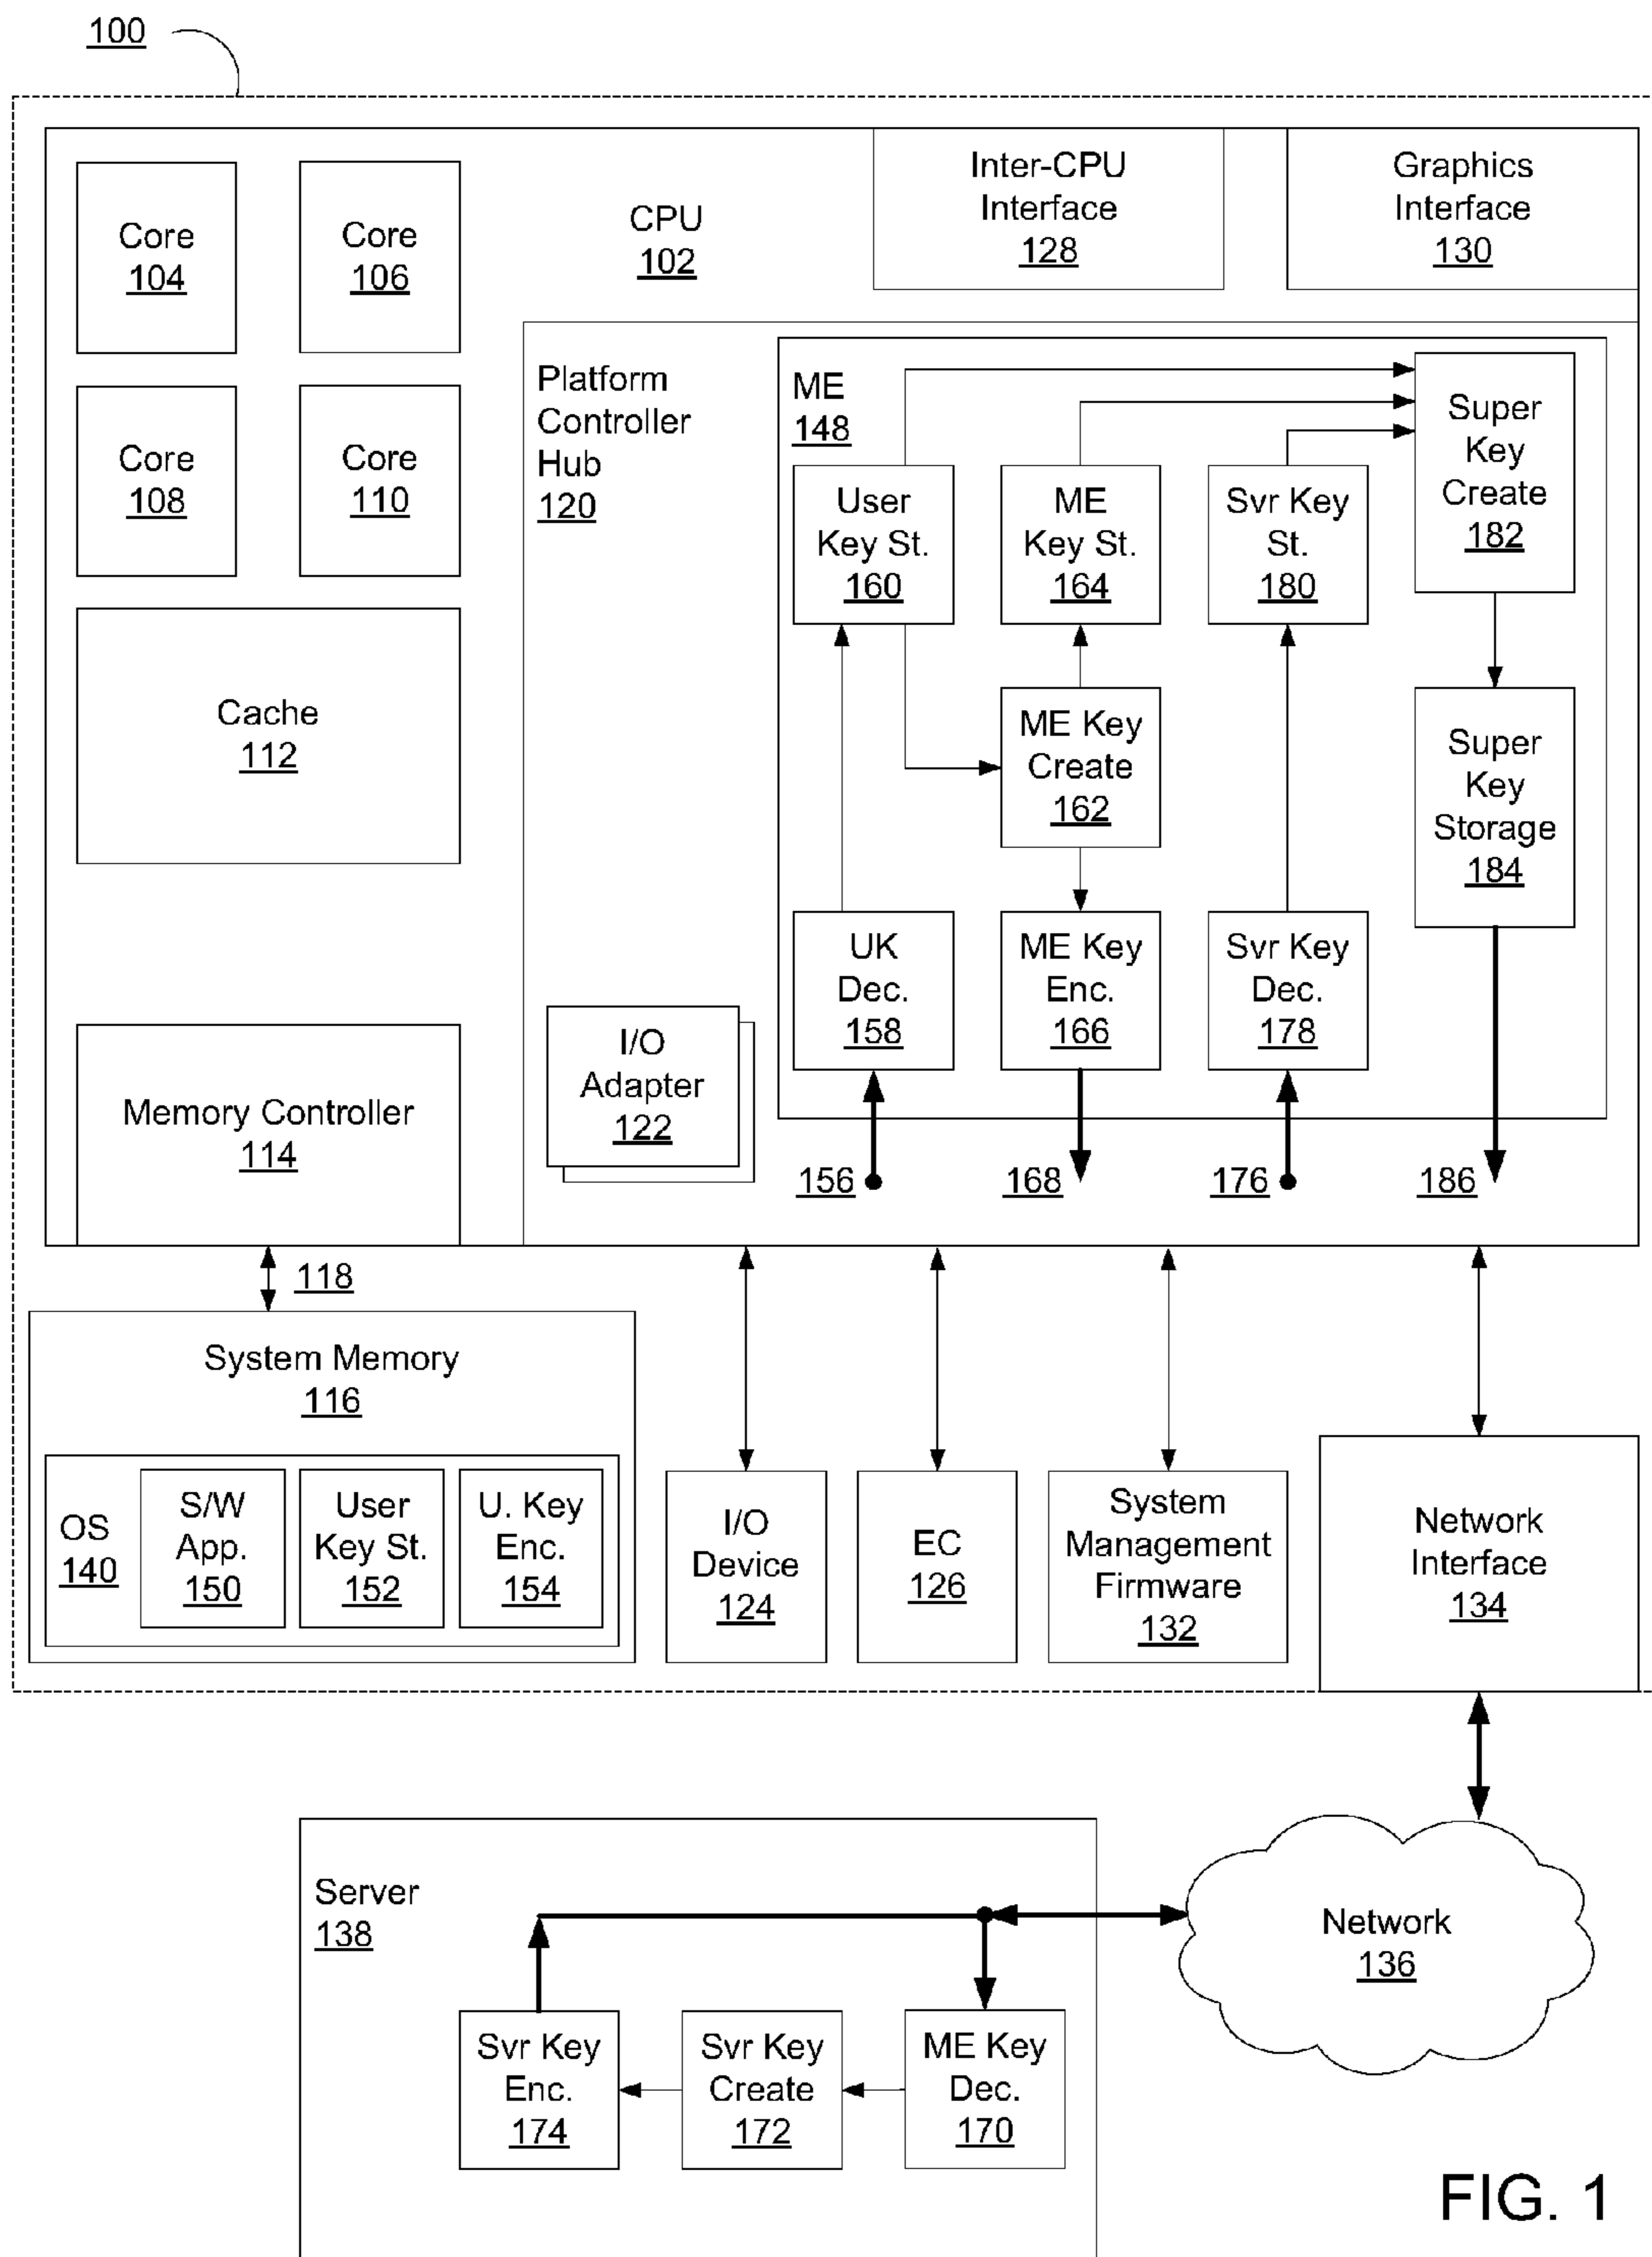 100
Core
104
Core
106
CPU
102
Inter-CPU
Interface
128
Graphics
Interface
130
Core
108
Core
110
Platform
Controller
Hub
120
ME
148
Super
Key
Create
182
User
Key St.
160
ME
Key St.
164
Svr Key
St.
180
Cache
112
ME Key
Create
162
Super
Key
Storage
184
UK
Dec.
158
ME Key
Enc.
166
Svr Key
Dec.
178
I/O
Adapter
122
Memory Controller
114
156
168
176
186
118
System Memory
116
OS
140
S/W
App.
150
User
Key St.
152
U. Key
Enc.
154
I/O
Device
124
EC
126
System
Management
Firmware
132
Network
Interface
134
Server
138
Network
136
Svr Key
Enc.
174
Svr Key
Create
172
ME Key
Dec.
170
FIG. 1